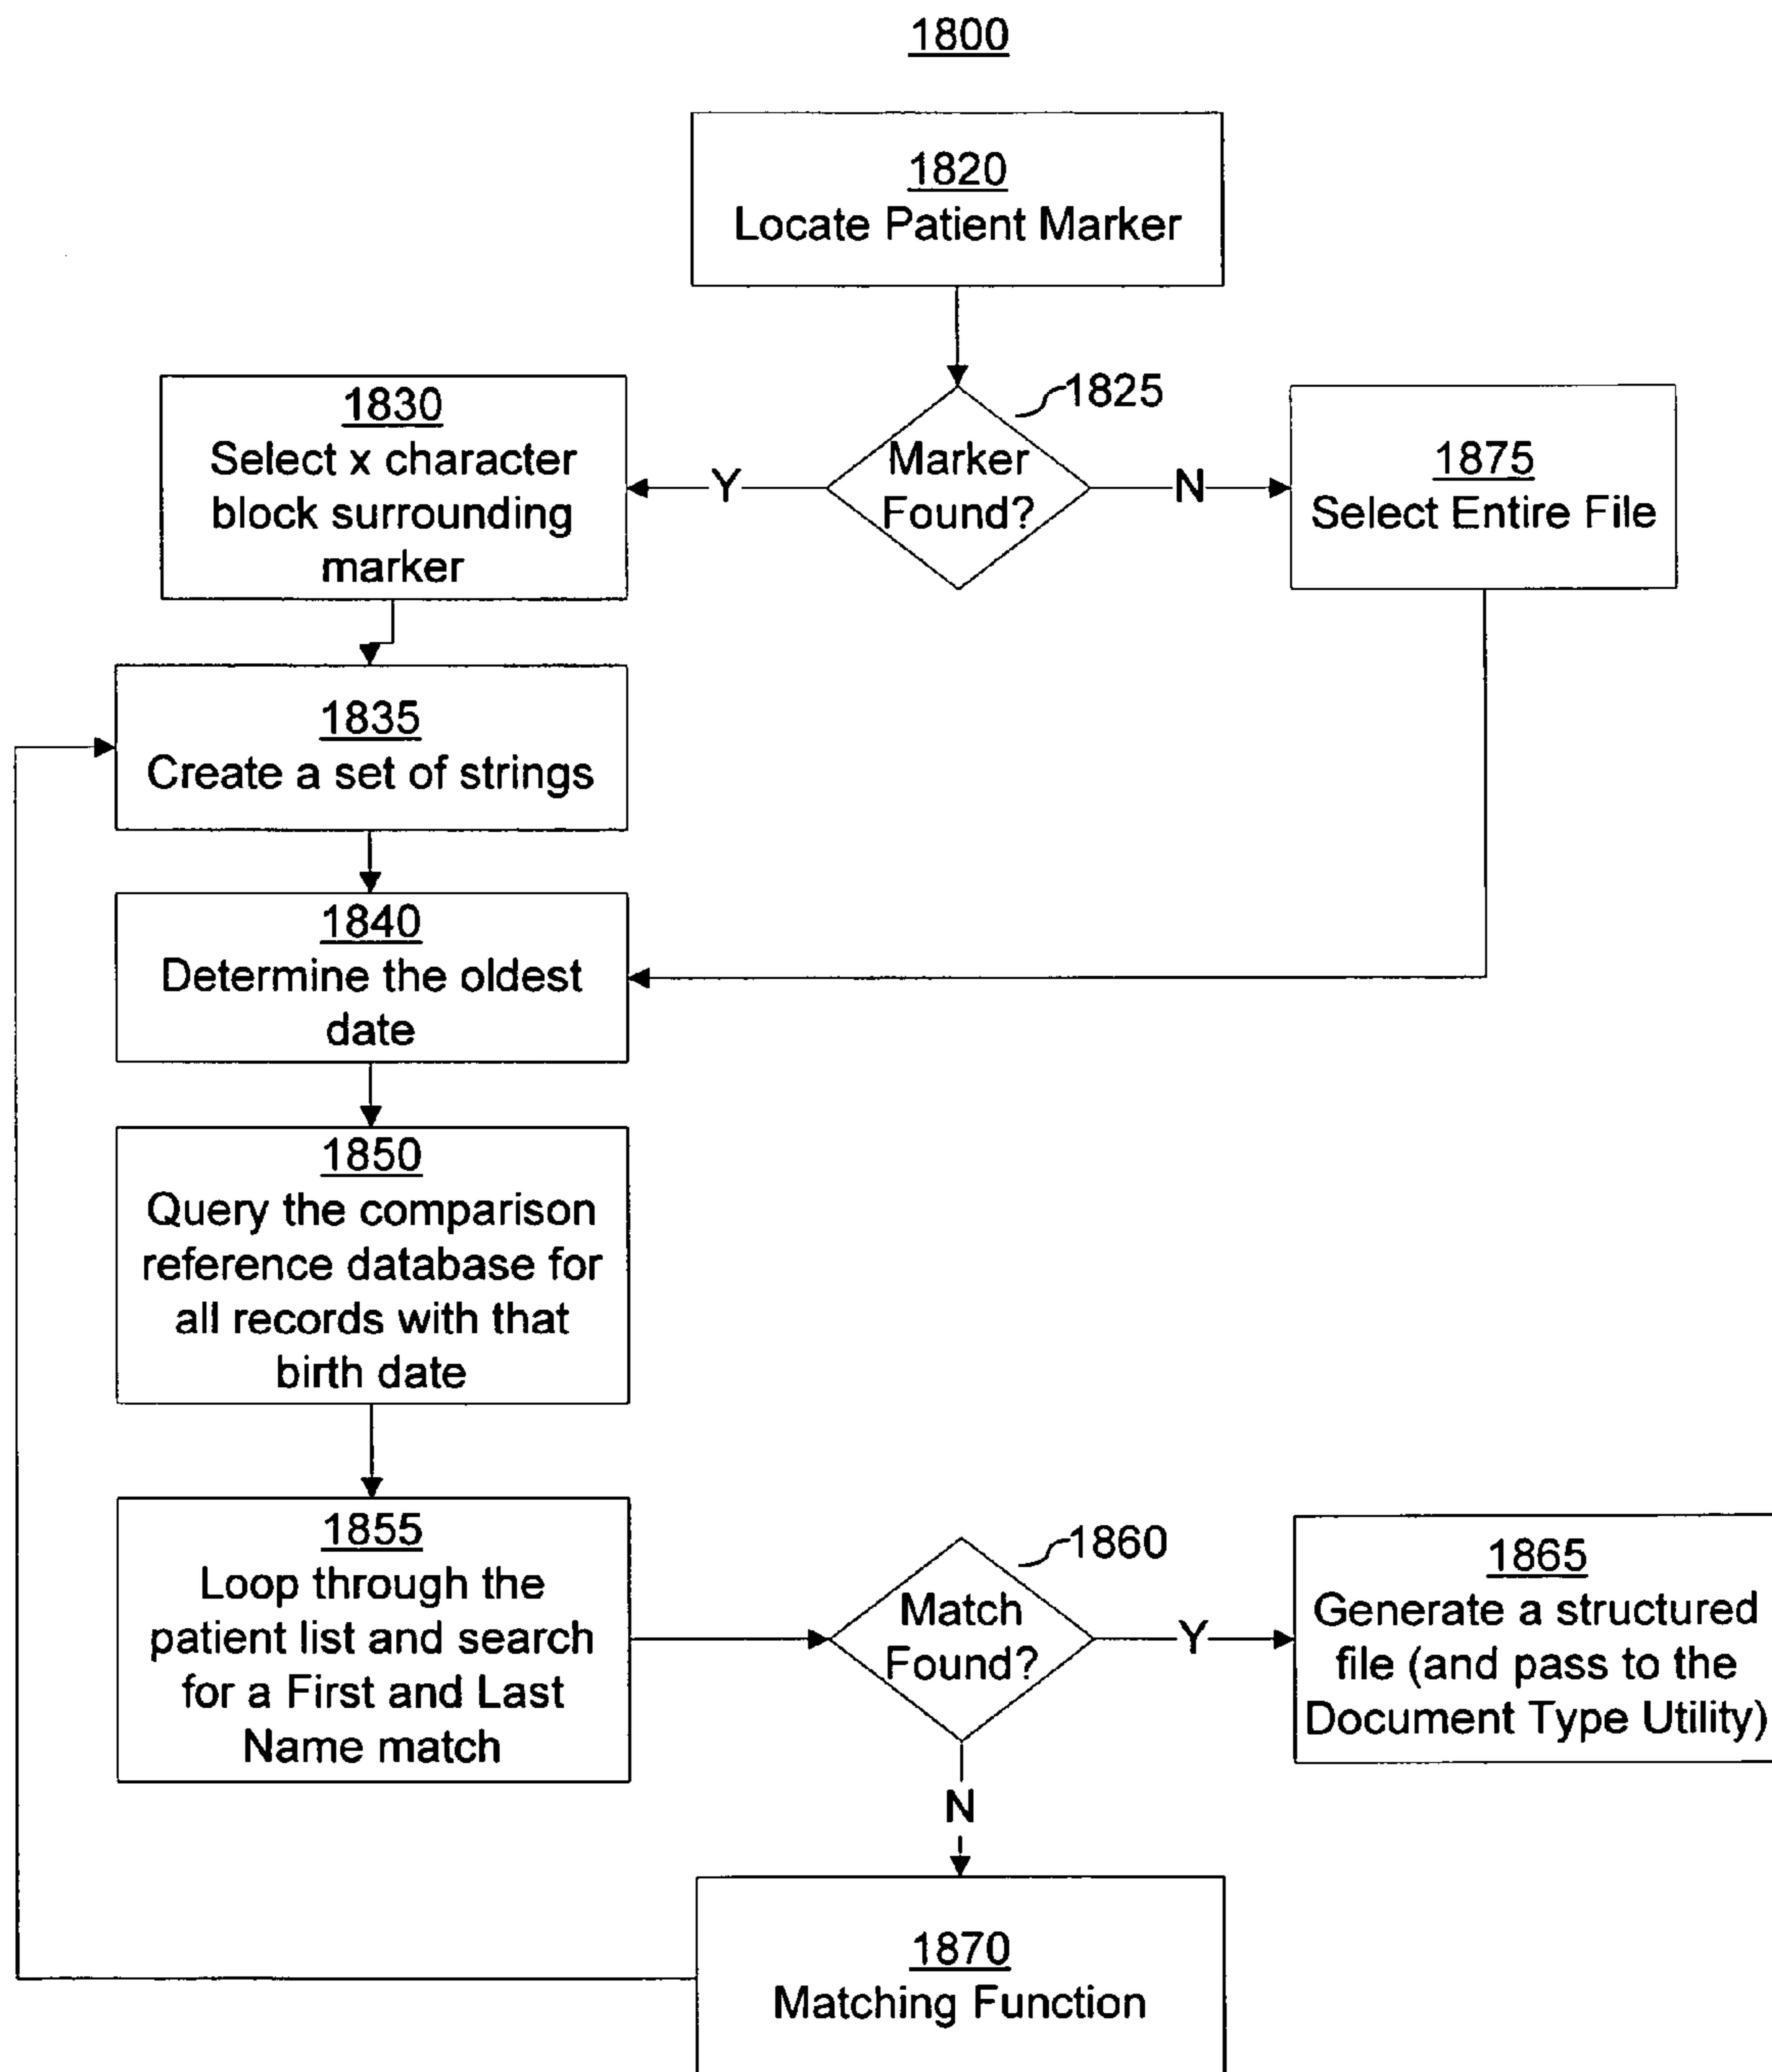 1800
1820
Locate Patient Marker
1825
1830
Select x character
block surrounding
marker
Y
Marker
Found?
N
1875
Select Entire File
1835
Create a set of strings
1840
Determine the oldest
date
1850
Query the comparison
reference database for
all records with that
birth date
1855
Loop through the
patient list and search
for a First and Last
Name match
1860
Match
Found?
Y
1865
Generate a structured
file (and pass to the
Document Type Utility)
N
1870
Matching Function